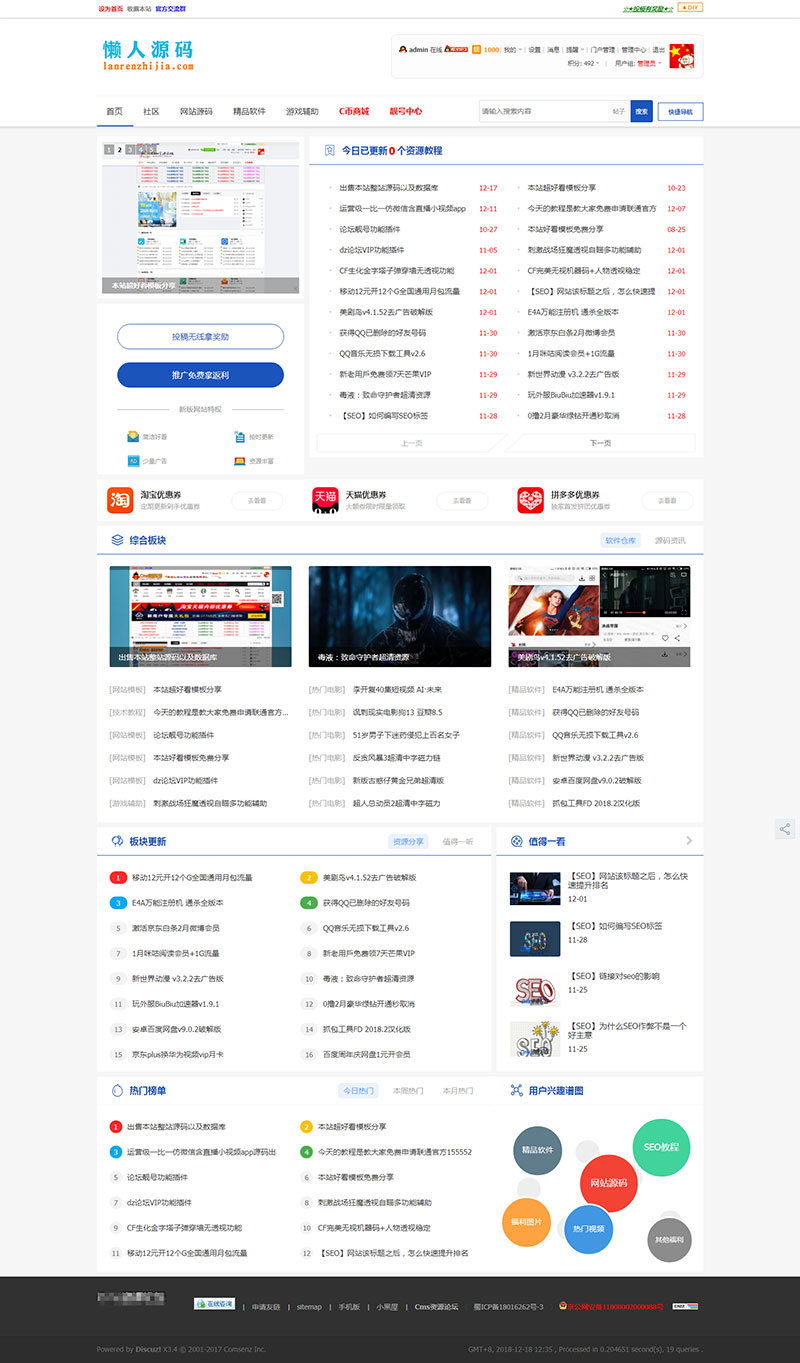 设为首页 收藏本站 官方交流群
☆★投稿有奖励★☆ DIY
懒人源码
lanrenzhijia.com
admin 在线 1000 我的 | 设置 | 消息 | 提醒 | 门户管理 | 管理中心 | 退出
积分: 492 | 用户组: 管理员
首页 社区 网站源码 精品软件 游戏辅助 C币商城 靓号中心 请输入搜索内容 帖子 搜索 快捷导航
1 2 3 4 5
本站超好看模板分享
投稿无线拿奖励
推广免费拿返利
新版网站特权
简洁好看 按时更新
少量广告 资源丰富
今日已更新 0 个资源教程
出售本站整站源码以及数据库 12-17 本站超好看模板分享 10-23
运营级一比一仿微信含直播小视频app 12-11 今天的教程是教大家免费申请联通官方 12-07
论坛靓号功能插件 10-27 本站好看模板免费分享 08-25
dz论坛VIP功能插件 11-05 刺激战场狂魔透视自瞄多功能辅助 12-01
CF生化金字塔子弹穿墙无透视功能 12-01 CF完美无视机器码+人物透视稳定 12-01
移动12元开12个G全国通用月包流量 12-01 【SEO】网站该标题之后，怎么快速提 12-01
美剧鸟v4.1.52去广告破解版 12-01 E4A万能注册机 通杀全版本 12-01
获得QQ已删除的好友号码 11-30 激活京东白条2月微博会员 11-30
QQ音乐无损下载工具v2.6 11-30 1月咪咕阅读会员+1G流量 11-30
新老用戶免费领7天芒果VIP 11-29 新世界动漫 v3.2.2去广告版 11-29
毒液：致命守护者超清资源 11-29 玩外服BiuBiu加速器v1.9.1 11-29
【SEO】如何编写SEO标签 11-28 0撸2月豪华绿钻开通秒取消 11-28
上一页 下一页
淘宝优惠券
定期更新剁手优惠券
去看看
天猫 天猫优惠券
大额券限时限量领取
去看看
拼多多优惠券
独家首发拼团优惠券
去看看
综合板块 软件仓库 源码资讯
出售本站整站源码以及数据库 毒液：致命守护者超清资源 美剧鸟v4.1.52去广告破解版
[网站模板] 本站超好看模板分享 [热门电影] 李开复40集短视频 AI·未来 [精品软件] E4A万能注册机 通杀全版本
[技术教程] 今天的教程是教大家免费申请联通官方... [热门电影] 讽刺现实电影狗13 豆瓣8.5 [精品软件] 获得QQ已删除的好友号码
[网站模板] 论坛靓号功能插件 [热门电影] 51岁男子下迷药侵犯上百名女子 [精品软件] QQ音乐无损下载工具v2.6
[网站模板] 本站好看模板免费分享 [热门电影] 反贪风暴3超清中字磁力链 [精品软件] 新世界动漫 v3.2.2去广告版
[网站模板] dz论坛VIP功能插件 [热门电影] 新版古惑仔黄金兄弟超清版 [精品软件] 安卓百度网盘v9.0.2破解版
[游戏辅助] 刺激战场狂魔透视自瞄多功能辅助 [热门电影] 超人总动员2超清中字磁力 [精品软件] 抓包工具FD 2018.2汉化版
板块更新 资源分享 值得一听
1 移动12元开12个G全国通用月包流量 2 美剧鸟v4.1.52去广告破解版
3 E4A万能注册机 通杀全版本 4 获得QQ已删除的好友号码
5 激活京东白条2月微博会员 6 QQ音乐无损下载工具v2.6
7 1月咪咕阅读会员+1G流量 8 新老用戶免费领7天芒果VIP
9 新世界动漫 v3.2.2去广告版 10 毒液：致命守护者超清资源
11 玩外服BiuBiu加速器v1.9.1 12 0撸2月豪华绿钻开通秒取消
13 安卓百度网盘v9.0.2破解版 14 抓包工具FD 2018.2汉化版
15 京东plus换华为视频vip月卡 16 百度周年庆网盘1元开会员
值得一看
【SEO】网站该标题之后，怎么快
速提升排名
12-01
【SEO】如何编写SEO标签
11-28
【SEO】链接对seo的影响
11-25
【SEO】为什么SEO作弊不是一个
好主意
11-25
热门榜单 今日热门 本周热门 本月热门
1 出售本站整站源码以及数据库 2 本站超好看模板分享
3 运营级一比一仿微信含直播小视频app源码出 4 今天的教程是教大家免费申请联通官方155552
5 论坛靓号功能插件 6 本站好看模板免费分享
7 dz论坛VIP功能插件 8 刺激战场狂魔透视自瞄多功能辅助
9 CF生化金字塔子弹穿墙无透视功能 10 CF完美无视机器码+人物透视稳定
11 移动12元开12个G全国通用月包流量 12 【SEO】网站该标题之后，怎么快速提升排名
用户兴趣谱图
精品软件 SEO教程
网站源码
福利图片 热门视频 其他福利
在线咨询 | 申请友链 | sitemap | 手机版 | 小黑屋 | Cms资源论坛 蜀ICP备18016262号-3
Powered by Discuz! X3.4 © 2001-2017 Comsenz Inc. GMT+8, 2018-12-18 12:35 , Processed in 0.204651 second(s), 19 queries .